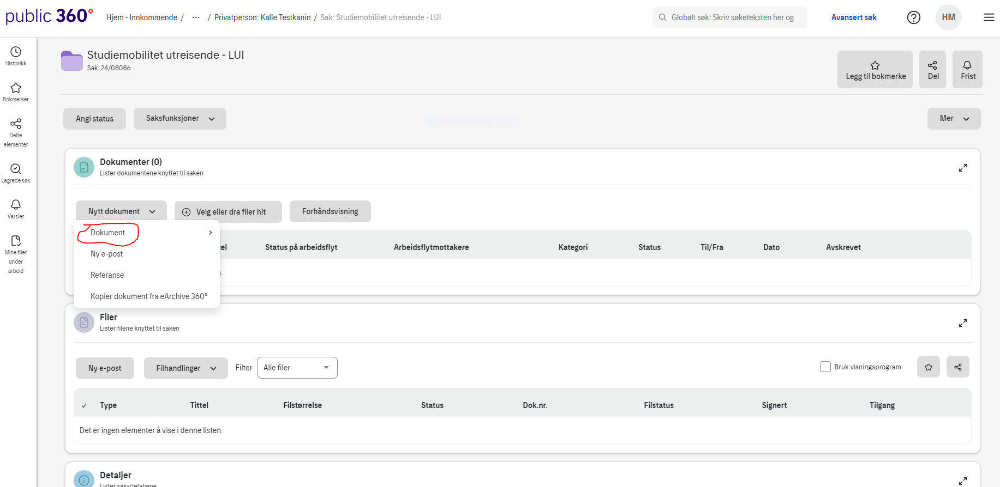 public 360°
Hjem - Innkommende / ... / Privatperson: Kalle Testkanin / Sak: Studiemobilitet utreisende - LUI
Globalt søk: Skriv søketeksten her og
Avansert søk
?
HM
Historikk
Bokmerker
Delte
elementer
Lagrede søk
Varsler
Mine filer
under
arbeid
Studiemobilitet utreisende - LUI
Sak: 24/08086
Legg til bokmerke
Del
Frist
Angi status
Saksfunksjoner
Mer
Dokumenter (0)
Lister dokumentene knyttet til saken
Nytt dokument
Velg eller dra filer hit
Forhåndsvisning
Dokument
Ny e-post
Referanse
Kopier dokument fra eArchive 360°
tel Status på arbeidsflyt Arbeidsflytmottakere Kategori Status Til/Fra Dato Avskrevet
Filer
Lister filene knyttet til saken
Ny e-post
Filhandlinger
Filter
Alle filer
Bruk visningsprogram
Type Tittel Filstørrelse Status Dok.nr. Filstatus Signert Tilgang
Det er ingen elementer å vise i denne listen.
Detaljer
Lister saksdetaljene